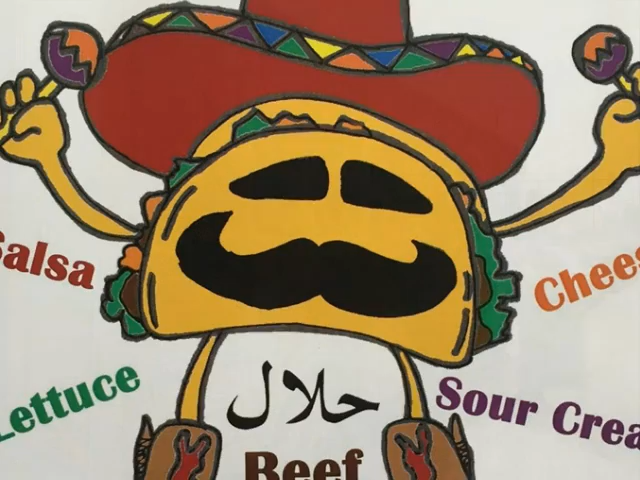 Salsa
Chees
Lettuce
حلال
Sour Crea
Beef